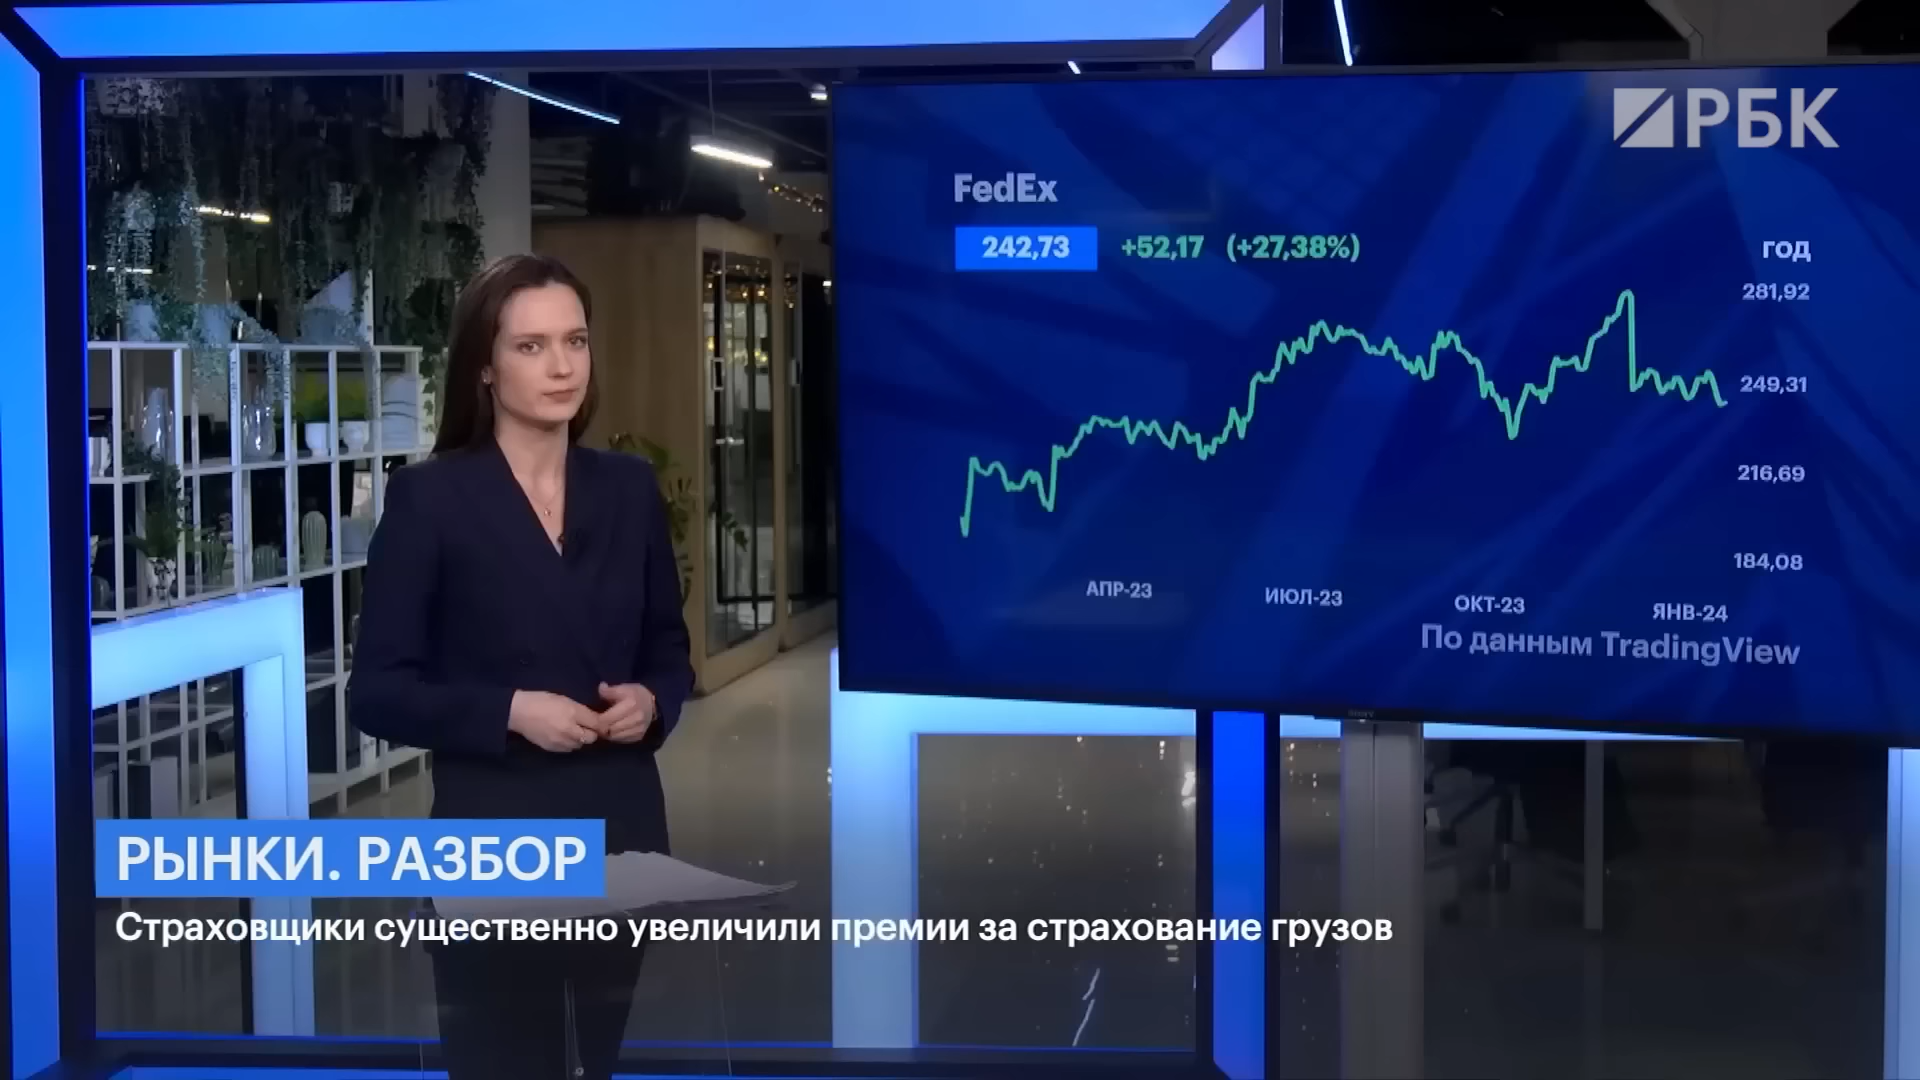 РБК
FedEx
242,73 +52,17 (+27,38%)
ГОД
281,92
249,31
216,69
184,08
АПР-23 ИЮЛ-23 ОКТ-23 ЯНВ-24
По данным TradingView
РЫНКИ. РАЗБОР
Страховщики существенно увеличили премии за страхование грузов